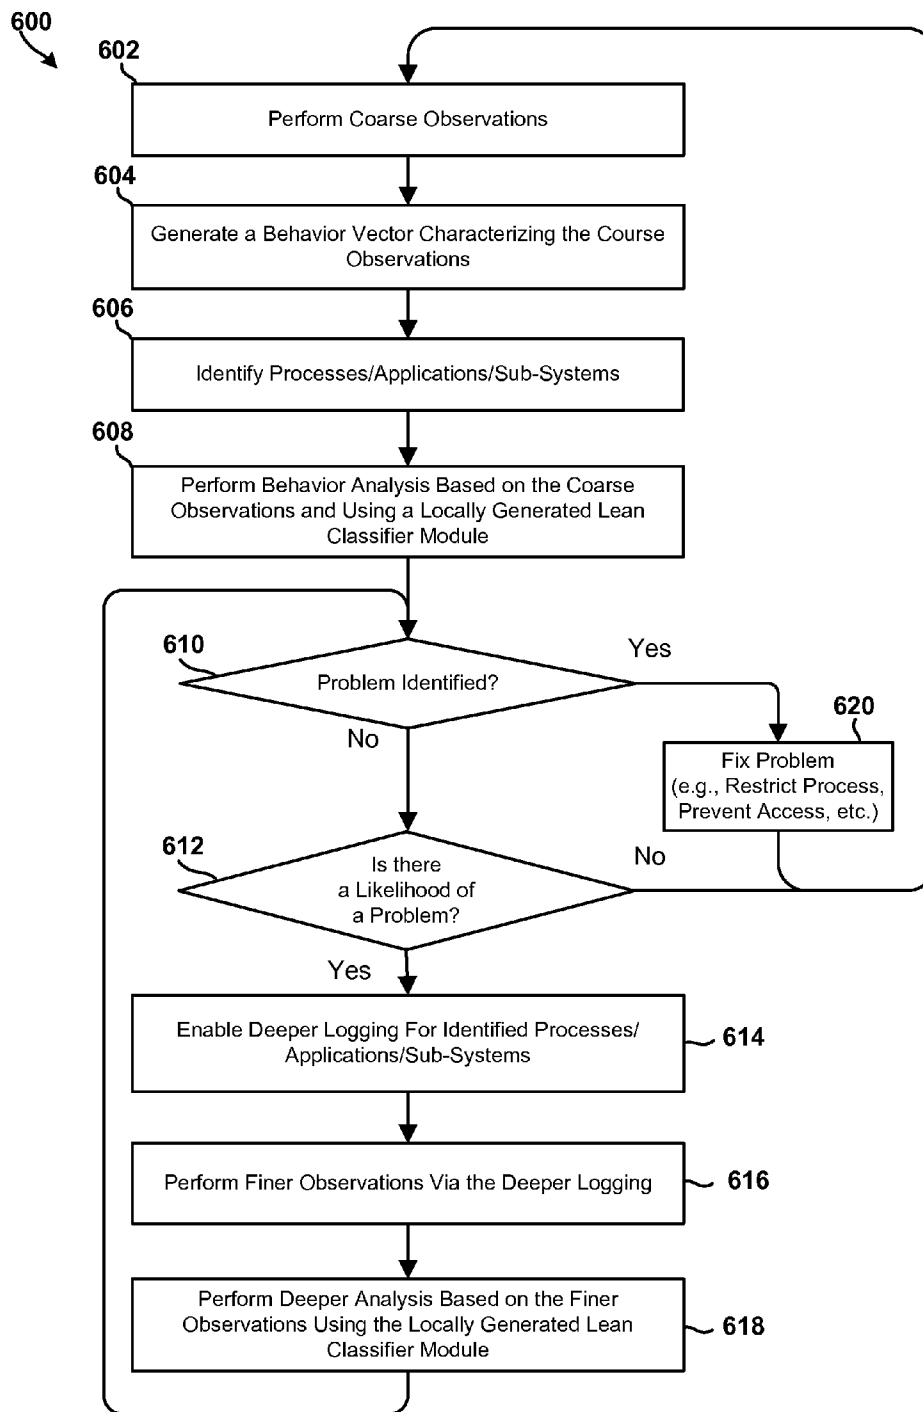 600
602
Perform Coarse Observations
604
Generate a Behavior Vector Characterizing the Course
Observations
606
Identify Processes/Applications/Sub-Systems
608
Perform Behavior Analysis Based on the Coarse
Observations and Using a Locally Generated Lean
Classifier Module
610
Problem Identified?
Yes
No
620
Fix Problem
(e.g., Restrict Process,
Prevent Access, etc.)
612
Is there
a Likelihood of
a Problem?
No
Yes
Enable Deeper Logging For Identified Processes/
Applications/Sub-Systems
614
Perform Finer Observations Via the Deeper Logging
616
Perform Deeper Analysis Based on the Finer
Observations Using the Locally Generated Lean
Classifier Module
618